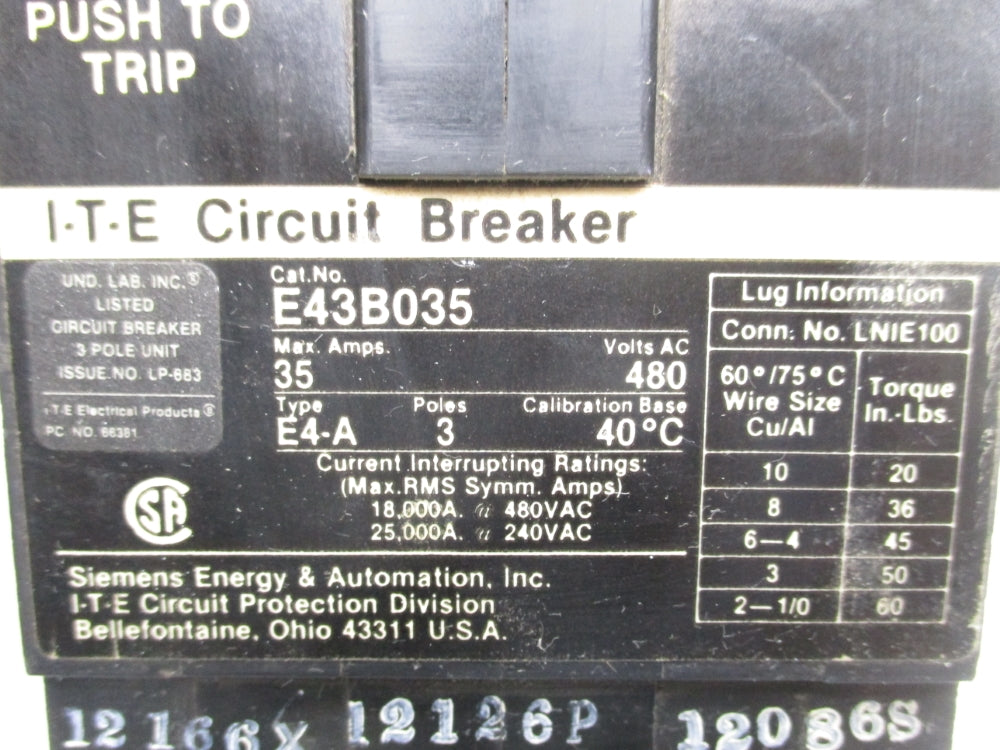 PUSH TO
TRIP
I-T-E Circuit Breaker
UND. LAB. INC.®
LISTED
CIRCUIT BREAKER
3 POLE UNIT
ISSUE.NO. LP-683
I-T-E Electrical Products®
PC. NO. 66381
Cat.No.
E43B035
Max. Amps. Volts AC
35 480
Type Poles Calibration Base
E4-A 3 40°C
Current Interrupting Ratings:
(Max.RMS Symm. Amps)
18,000A. @ 480VAC
25,000A. @ 240VAC
SA
Siemens Energy & Automation, Inc.
I-T-E Circuit Protection Division
Bellefontaine, Ohio 43311 U.S.A.
Lug Information
Conn. No. LNIE100
60°/75°C
Wire Size
Cu/Al
Torque
In.-Lbs.
10 20
8 36
6–4 45
3 50
2–1/0 60
12166X 12126P 12086S